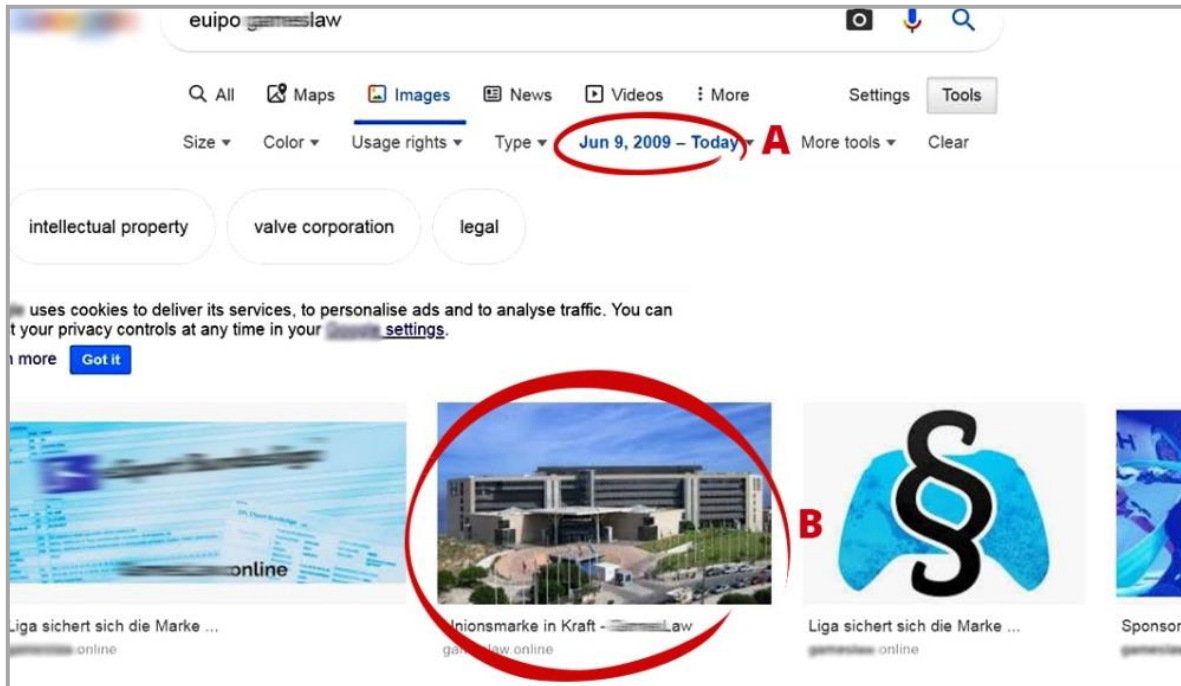 euipo law
All Maps Images News Videos More Settings Tools
Size Color Usage rights Type Jun 9, 2009 – Today A More tools Clear
intellectual property valve corporation legal
uses cookies to deliver its services, to personalise ads and to analyse traffic. You can
t your privacy controls at any time in your settings.
more Got it
B
online
Liga sichert sich die Marke ... Unionsmarke in Kraft - Law Liga sichert sich die Marke ... Sponsor
.online law.online online